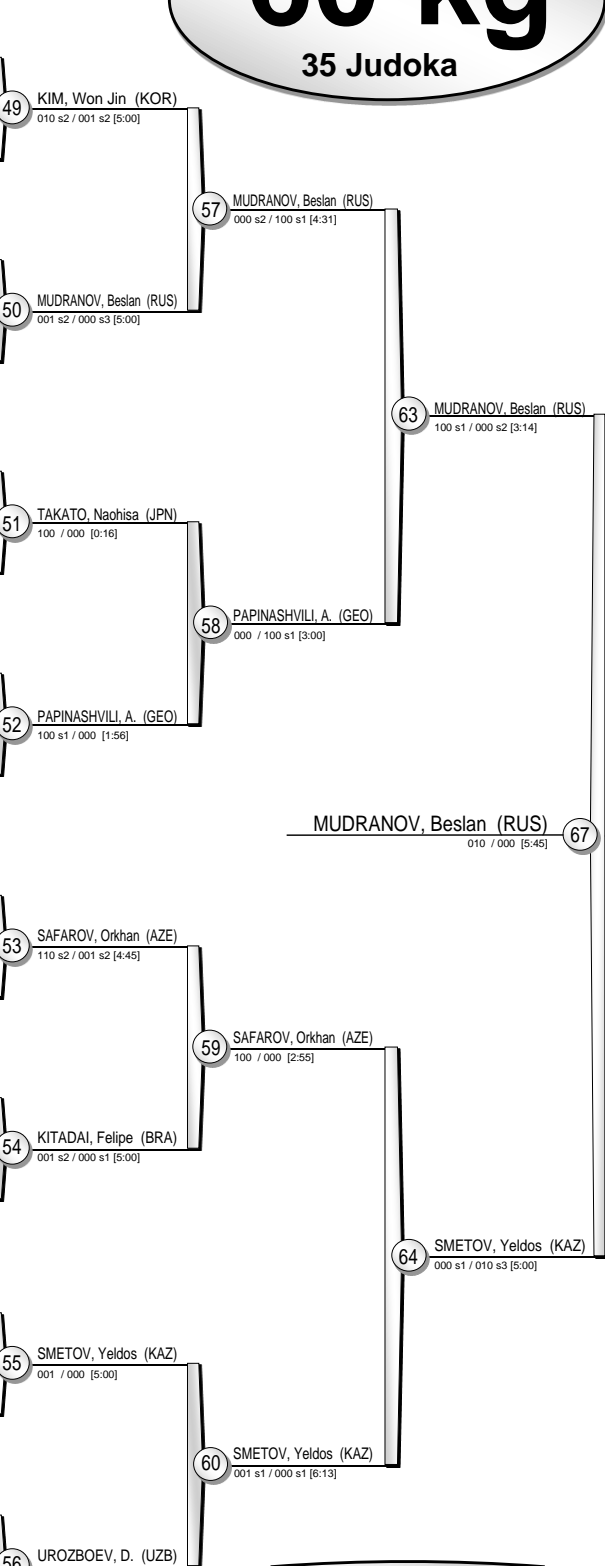 60 kg
35 Judoka
49 KIM, Won Jin (KOR)
010 s2 / 001 s2 [5:00]
57 MUDRANOV, Beslan (RUS)
000 s2 / 100 s1 [4:31]
50 MUDRANOV, Beslan (RUS)
001 s2 / 000 s3 [5:00]
63 MUDRANOV, Beslan (RUS)
100 s1 / 000 s2 [3:14]
51 TAKATO, Naohisa (JPN)
100 / 000 [0:16]
58 PAPINASHVILI, A. (GEO)
000 / 100 s1 [3:00]
52 PAPINASHVILI, A. (GEO)
100 s1 / 000 [1:56]
MUDRANOV, Beslan (RUS) 67
010 / 000 [5:45]
53 SAFAROV, Orkhan (AZE)
110 s2 / 001 s2 [4:45]
59 SAFAROV, Orkhan (AZE)
100 / 000 [2:55]
54 KITADAI, Felipe (BRA)
001 s2 / 000 s1 [5:00]
64 SMETOV, Yeldos (KAZ)
000 s1 / 010 s3 [5:00]
55 SMETOV, Yeldos (KAZ)
001 / 000 [5:00]
60 SMETOV, Yeldos (KAZ)
001 s1 / 000 s1 [6:13]
56 UROZBOEV, D. (UZB)